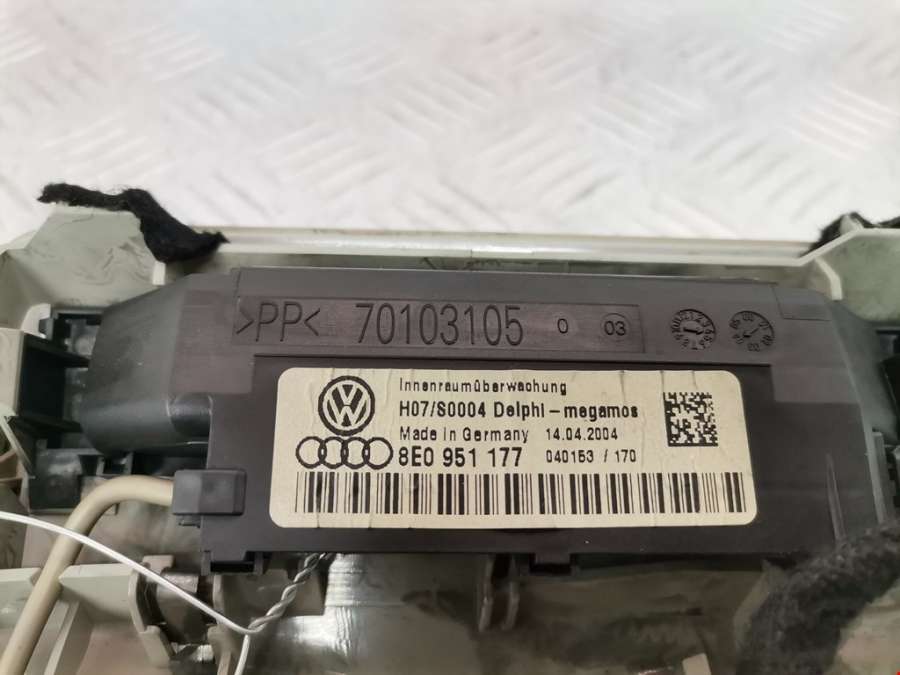 >PP< 70103105 0 03
Innenraumüberwachung
H07/S0004 Delphi-megamos
Made in Germany 14.04.2004
8E0 951 177 040153 / 170